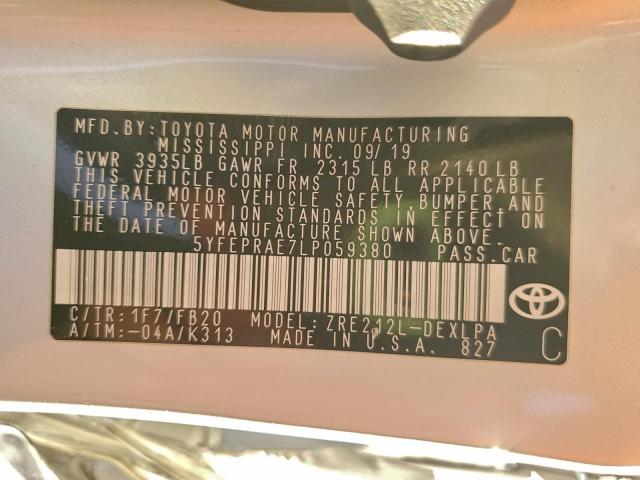 MFD. BY: TOYOTA MOTOR MANUFACTURING
MISSISSIPPI INC. 09/19
GVWR 3935LB GAWR FR 2315 LB RR 2140 LB
THIS VEHICLE CONFORMS TO ALL APPLICABLE
FEDERAL MOTOR VEHICLE SAFETY, BUMPER, AND
THEFT PREVENTION STANDARDS IN EFFECT ON
THE DATE OF MANUFACTURE SHOWN ABOVE.
5YFEPRAE7LP059380 PASS.CAR
C/TR: 1F7/FB20 MODEL: ZRE212L-DEXLPA
A/TM: -04A/K313 MADE IN U.S.A. 827 C